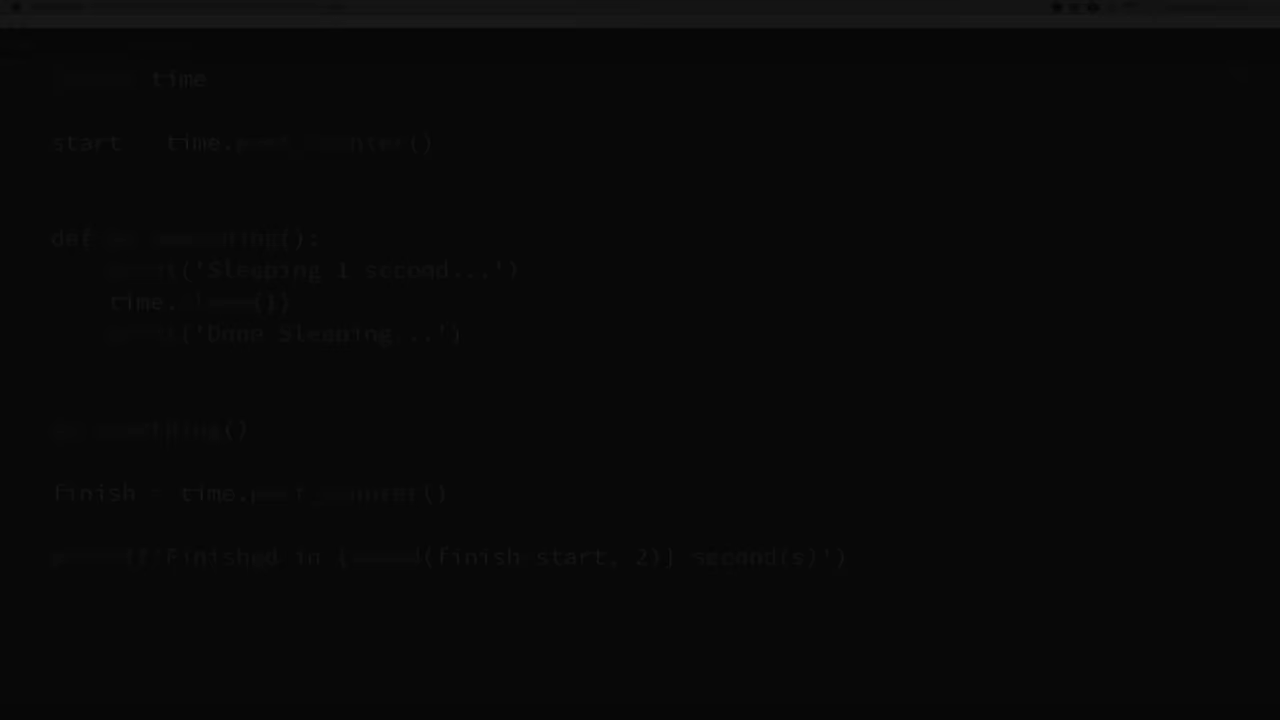 import time
start = time.perf_counter()
def do_something():
print('Sleeping 1 second...')
time.sleep(1)
print('Done Sleeping...')
do_something()
finish = time.perf_counter()
print(f'Finished in {round(finish-start, 2)} second(s)')